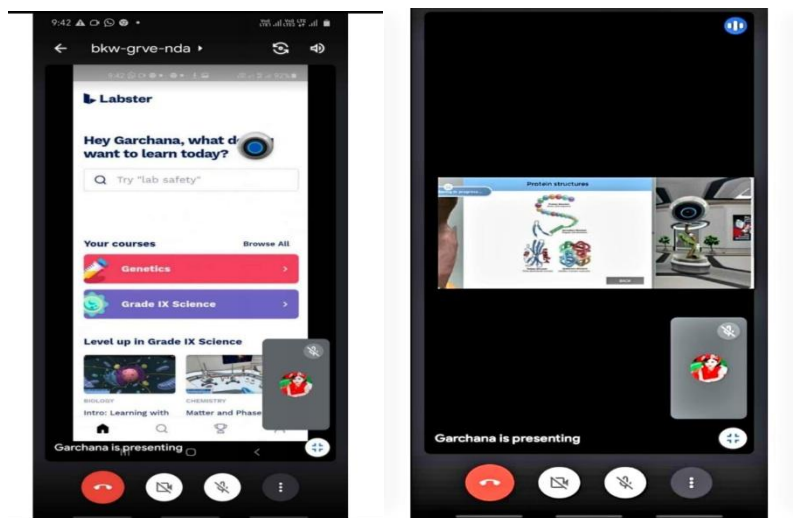 9:42
bkw-grve-nda
Labster
Hey Garchana, what d
want to learn today?
Try "lab safety"
Your courses
Browse All
Genetics
Grade IX Science
Level up in Grade IX Science
BIOLOGY
CHEMISTRY
Intro: Learning with
Matter and Phase
Garchana is presenting
Protein structures
BACK
Garchana is presenting